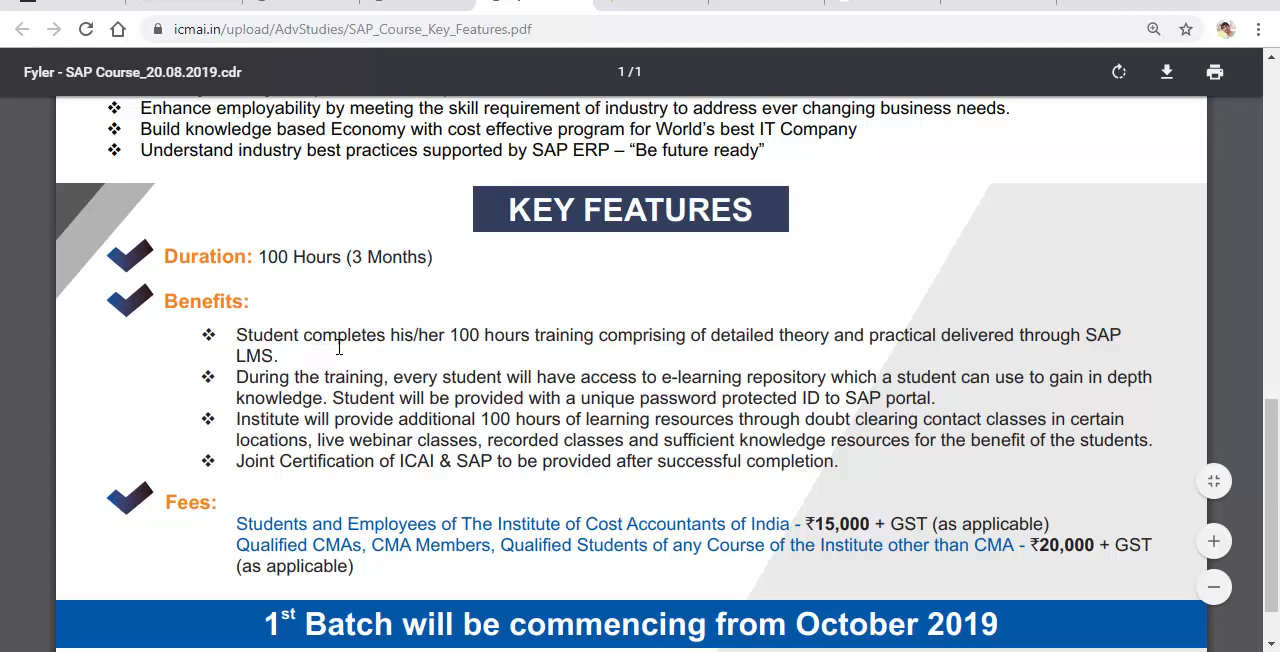 icmai.in/upload/AdvStudies/SAP_Course_Key_Features.pdf
Fyler - SAP Course_20.08.2019.cdr
1 / 1
❖ Enhance employability by meeting the skill requirement of industry to address ever changing business needs.
❖ Build knowledge based Economy with cost effective program for World's best IT Company
❖ Understand industry best practices supported by SAP ERP – “Be future ready”
KEY FEATURES
Duration: 100 Hours (3 Months)
Benefits:
❖ Student completes his/her 100 hours training comprising of detailed theory and practical delivered through SAP
LMS.
❖ During the training, every student will have access to e-learning repository which a student can use to gain in depth
knowledge. Student will be provided with a unique password protected ID to SAP portal.
❖ Institute will provide additional 100 hours of learning resources through doubt clearing contact classes in certain
locations, live webinar classes, recorded classes and sufficient knowledge resources for the benefit of the students.
❖ Joint Certification of ICAI & SAP to be provided after successful completion.
Fees:
Students and Employees of The Institute of Cost Accountants of India - ₹15,000 + GST (as applicable)
Qualified CMAs, CMA Members, Qualified Students of any Course of the Institute other than CMA - ₹20,000 + GST
(as applicable)
1st Batch will be commencing from October 2019